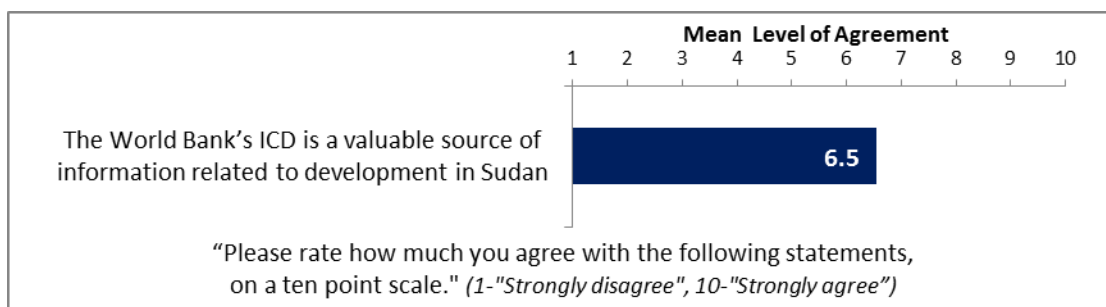 Mean Level of Agreement
1 2 3 4 5 6 7 8 9 10
The World Bank’s ICD is a valuable source of
information related to development in Sudan
6.5
“Please rate how much you agree with the following statements,
on a ten point scale." (1-"Strongly disagree", 10-"Strongly agree”)